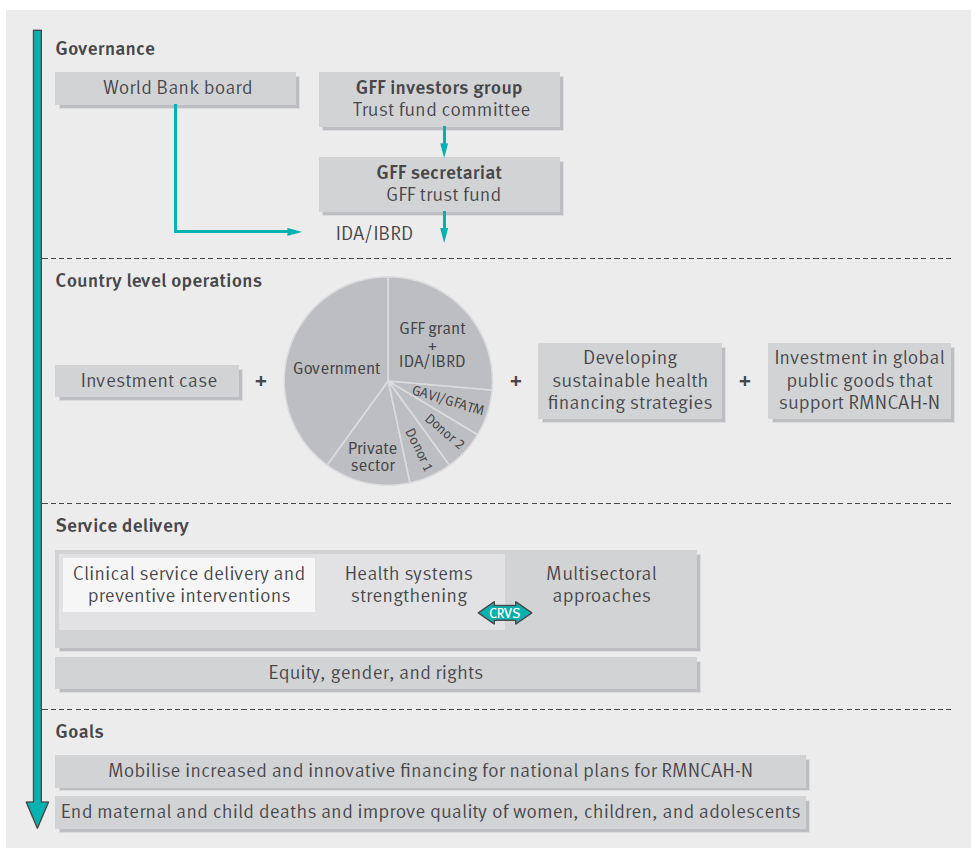 Governance
World Bank board
GFF investors group
Trust fund committee
GFF secretariat
GFF trust fund
IDA/IBRD
Country level operations
Investment case
+
Government
GFF grant
+
IDA/IBRD
GAVI/GFATM
Donor 2
Donor 1
Private
sector
+
Developing
sustainable health
financing strategies
+
Investment in global
public goods that
support RMNCAH-N
Service delivery
Clinical service delivery and
preventive interventions
Health systems
strengthening
CRVS
Multisectoral
approaches
Equity, gender, and rights
Goals
Mobilise increased and innovative financing for national plans for RMNCAH-N
End maternal and child deaths and improve quality of women, children, and adolescents